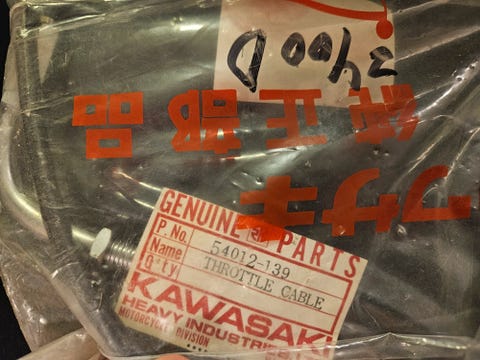 純正部品
ワサキ
GENUINE PARTS
P. No. 54012-139
Name THROTTLE CABLE
Q'ty
KAWASAKI
HEAVY INDUSTRIES
MOTORCYCLE DIVISION